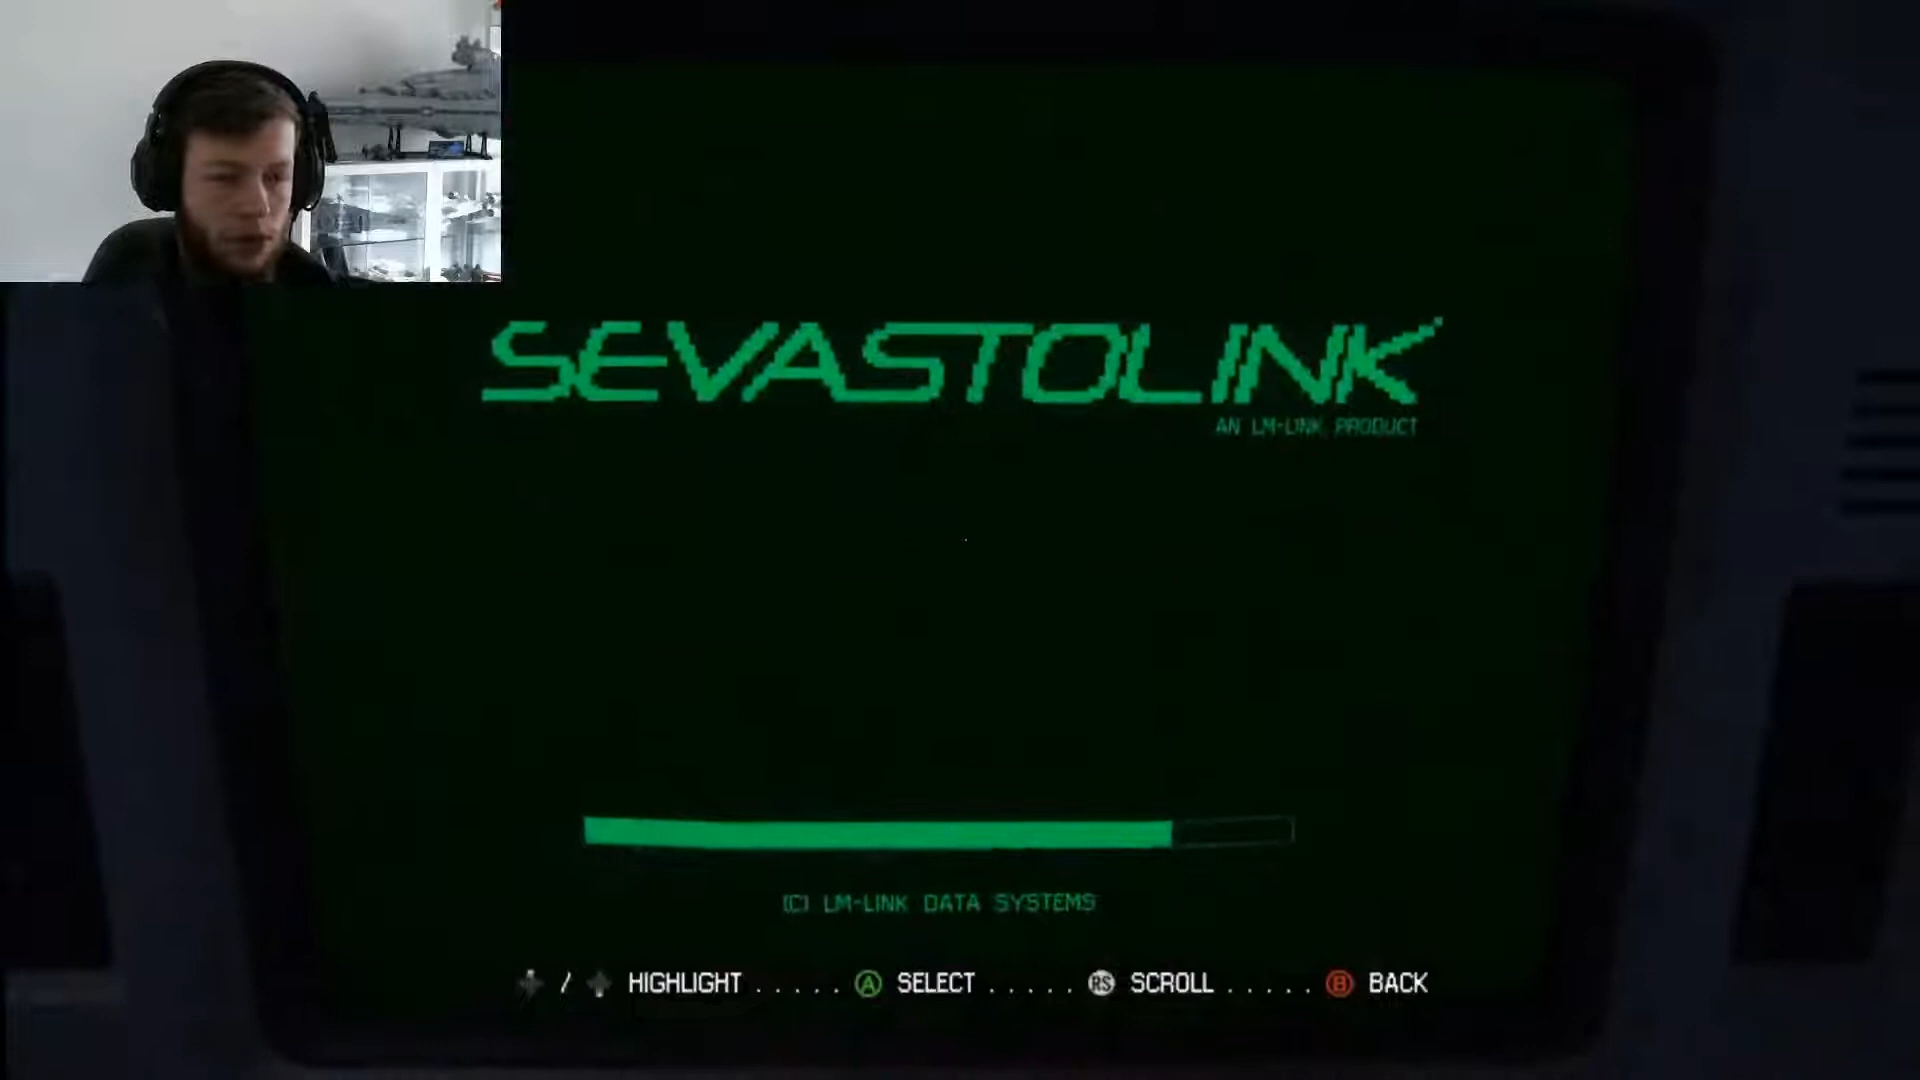 SEVASTOLINK
AN LM-LINK PRODUCT
(C) LM-LINK DATA SYSTEMS
/ HIGHLIGHT ..... A SELECT ..... RS SCROLL ..... B BACK